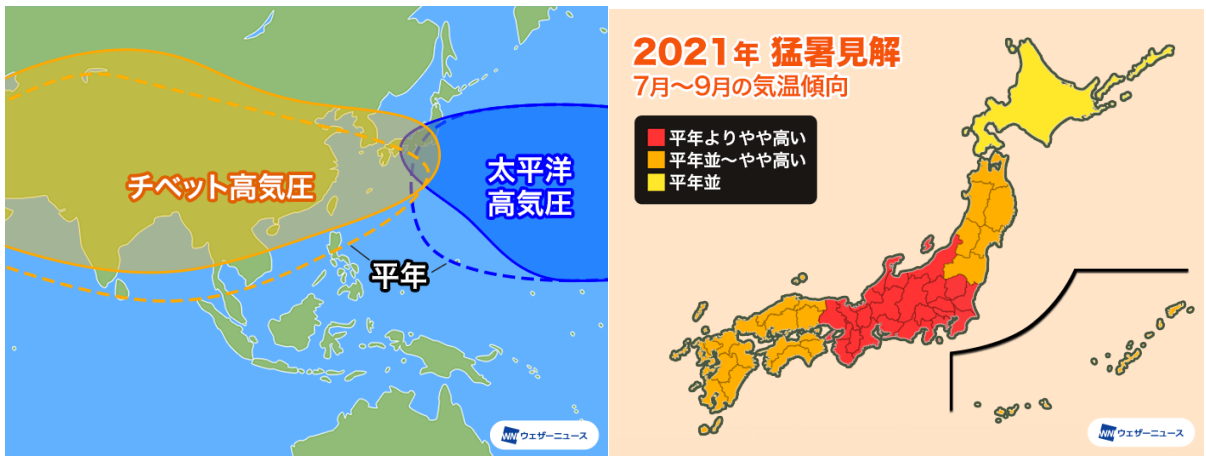 チベット高気圧
太平洋
高気圧
平年
WN ウェザーニュース
2021年 猛暑見解
7月〜9月の気温傾向
平年よりやや高い
平年並〜やや高い
平年並
WN ウェザーニュース